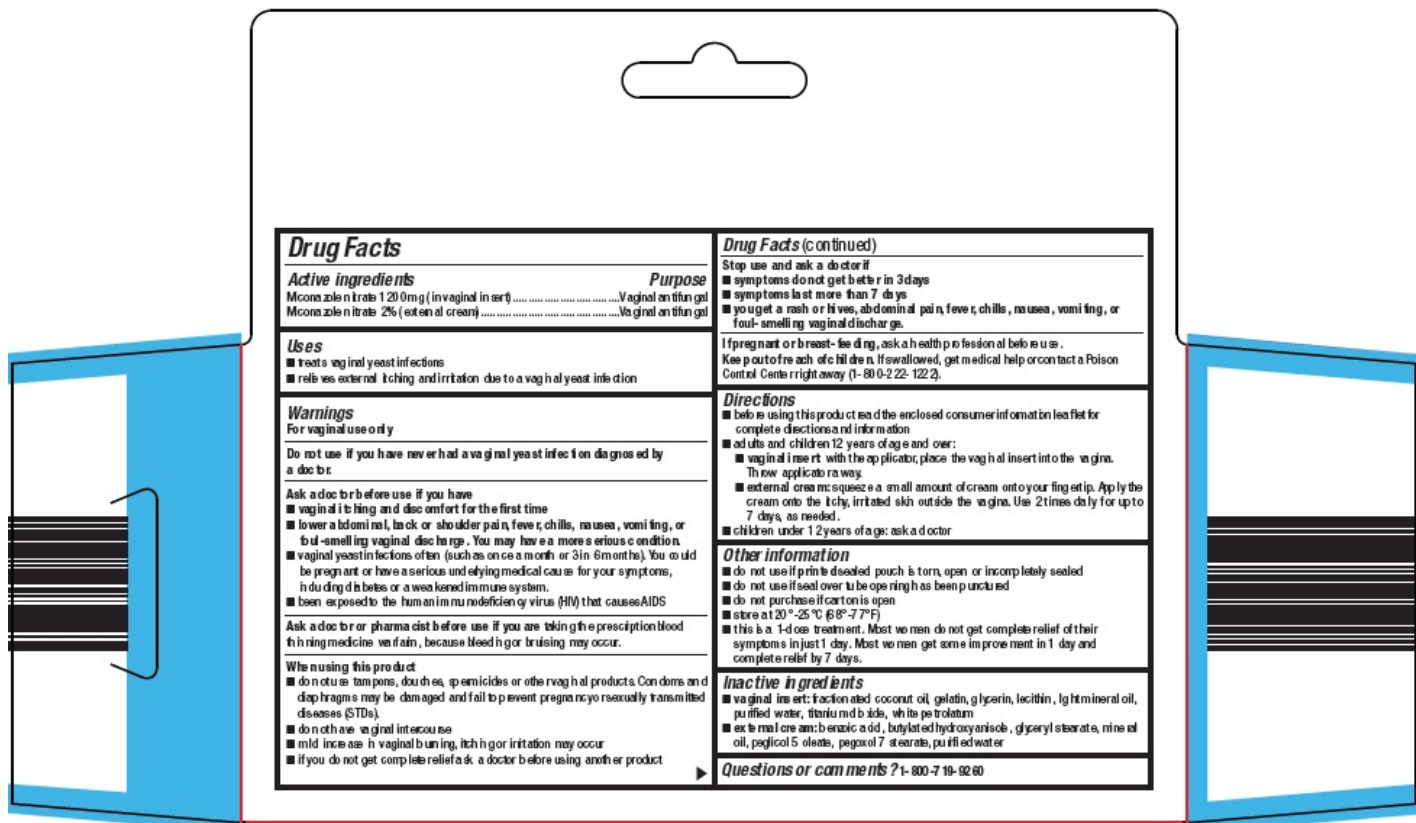 Drug Facts
Active ingredients Purpose
Miconazole nitrate 1200 mg (in vaginal insert)..................................Vaginal antifungal
Miconazole nitrate 2% (external cream)............................................Vaginal antifungal
Uses
■ treats vaginal yeast infections
■ relieves external itching and irritation due to a vaginal yeast infection
Warnings
For vaginal use only
Do not use if you have never had a vaginal yeast infection diagnosed by
a doctor.
Ask a doctor before use if you have
■ vaginal itching and discomfort for the first time
■ lower abdominal, back or shoulder pain, fever, chills, nausea, vomiting, or
foul-smelling vaginal discharge. You may have a more serious condition.
■ vaginal yeast infections often (such as once a month or 3 in 6 months). You could
be pregnant or have a serious underlying medical cause for your symptoms,
including diabetes or a weakened immune system.
■ been exposed to the human immunodeficiency virus (HIV) that causes AIDS
Ask a doctor or pharmacist before use if you are taking the prescription blood
thinning medicine warfarin, because bleeding or bruising may occur.
When using this product
■ do not use tampons, douches, spermicides or other vaginal products. Condoms and
diaphragms may be damaged and fail to prevent pregnancy or sexually transmitted
diseases (STDs).
■ do not have vaginal intercourse
■ mild increase in vaginal burning, itching or irritation may occur
■ if you do not get complete relief ask a doctor before using another product
Drug Facts (continued)
Stop use and ask a doctor if
■ symptoms do not get better in 3 days
■ symptoms last more than 7 days
■ you get a rash or hives, abdominal pain, fever, chills, nausea, vomiting, or
foul-smelling vaginal discharge.
If pregnant or breast-feeding, ask a health professional before use.
Keep out of reach of children. If swallowed, get medical help or contact a Poison
Control Center right away (1-800-222-1222).
Directions
■ before using this product read the enclosed consumer information leaflet for
complete directions and information
■ adults and children 12 years of age and over:
■ vaginal insert: with the applicator, place the vaginal insert into the vagina.
Throw applicator away.
■ external cream: squeeze a small amount of cream onto your fingertip. Apply the
cream onto the itchy, irritated skin outside the vagina. Use 2 times daily for up to
7 days, as needed.
■ children under 12 years of age: ask a doctor
Other information
■ do not use if printed sealed pouch is torn, open or incompletely sealed
■ do not use if seal over tube opening has been punctured
■ do not purchase if carton is open
■ store at 20°-25°C (68°-77°F)
■ this is a 1-dose treatment. Most women do not get complete relief of their
symptoms in just 1 day. Most women get some improvement in 1 day and
complete relief by 7 days.
Inactive ingredients
■ vaginal insert: fractionated coconut oil, gelatin, glycerin, lecithin, light mineral oil,
purified water, titanium dioxide, white petrolatum
■ external cream: benzoic acid, butylated hydroxyanisole, glyceryl stearate, mineral
oil, peglicol 5 oleate, pegoxol 7 stearate, purified water
Questions or comments? 1-800-719-9260